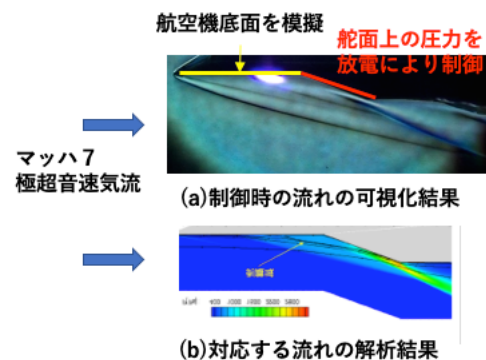 航空機底面を模擬
舵面上の圧力を
放電により制御
マッハ７
極超音速気流
(a)制御時の流れの可視化結果
(b)対応する流れの解析結果